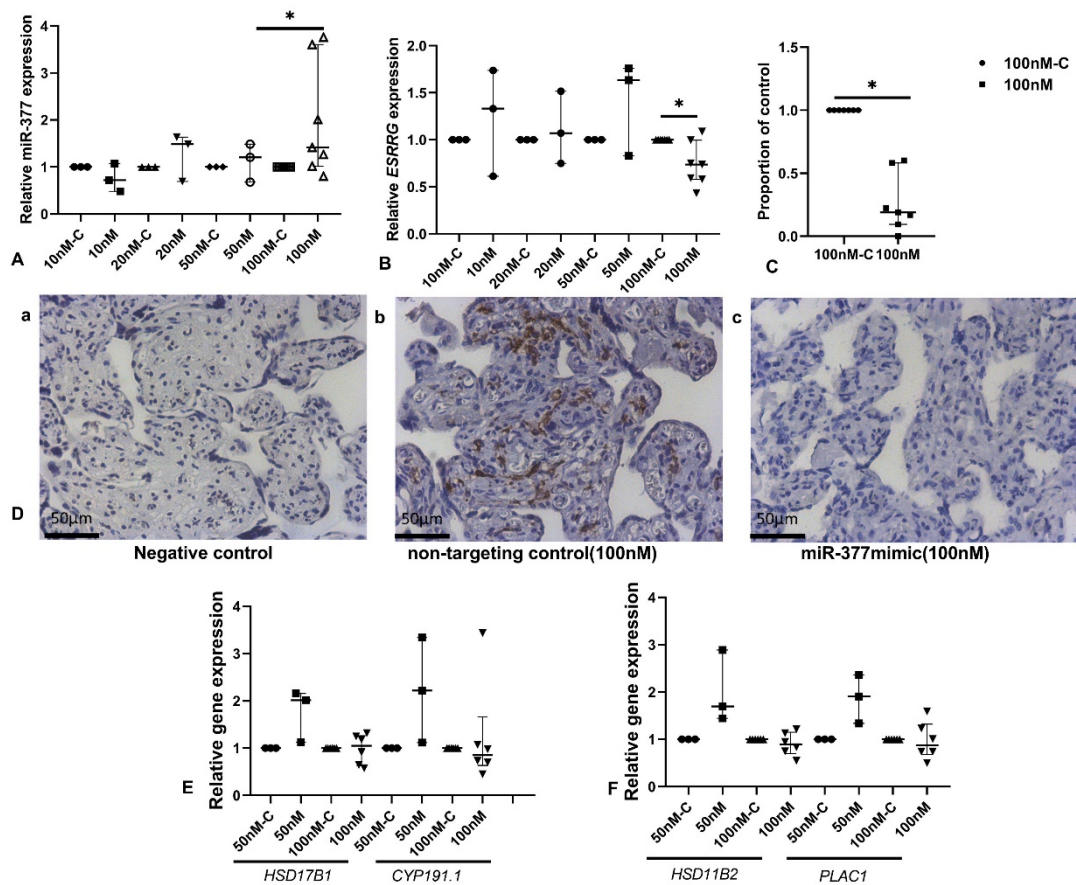 Relative miR-377 expression
4
3
2
1
0
*
10nM-C
10nM
20nM-C
20nM
50nM-C
50nM
100nM-C
100nM
A
Relative ESRRG expression
2.0
1.5
1.0
0.5
0.0
*
10nM-C
10nM
20nM-C
20nM
50nM-C
50nM
100nM-C
100nM
B
Proportion of control
1.5
1.0
0.5
0.0
*
100nM-C 100nM
C
100nM-C
100nM
a
b
c
D
50μm
50μm
50μm
Negative control
non-targeting control(100nM)
miR-377mimic(100nM)
Relative gene expression
4
3
2
1
0
E
50nM-C
50nM
100nM-C
100nM
50nM-C
50nM
100nM-C
100nM
HSD17B1
CYP191.1
Relative gene expression
4
3
2
1
0
F
50nM-C
50nM
100nM-C
100nM
50nM-C
50nM
100nM-C
100nM
HSD11B2
PLAC1